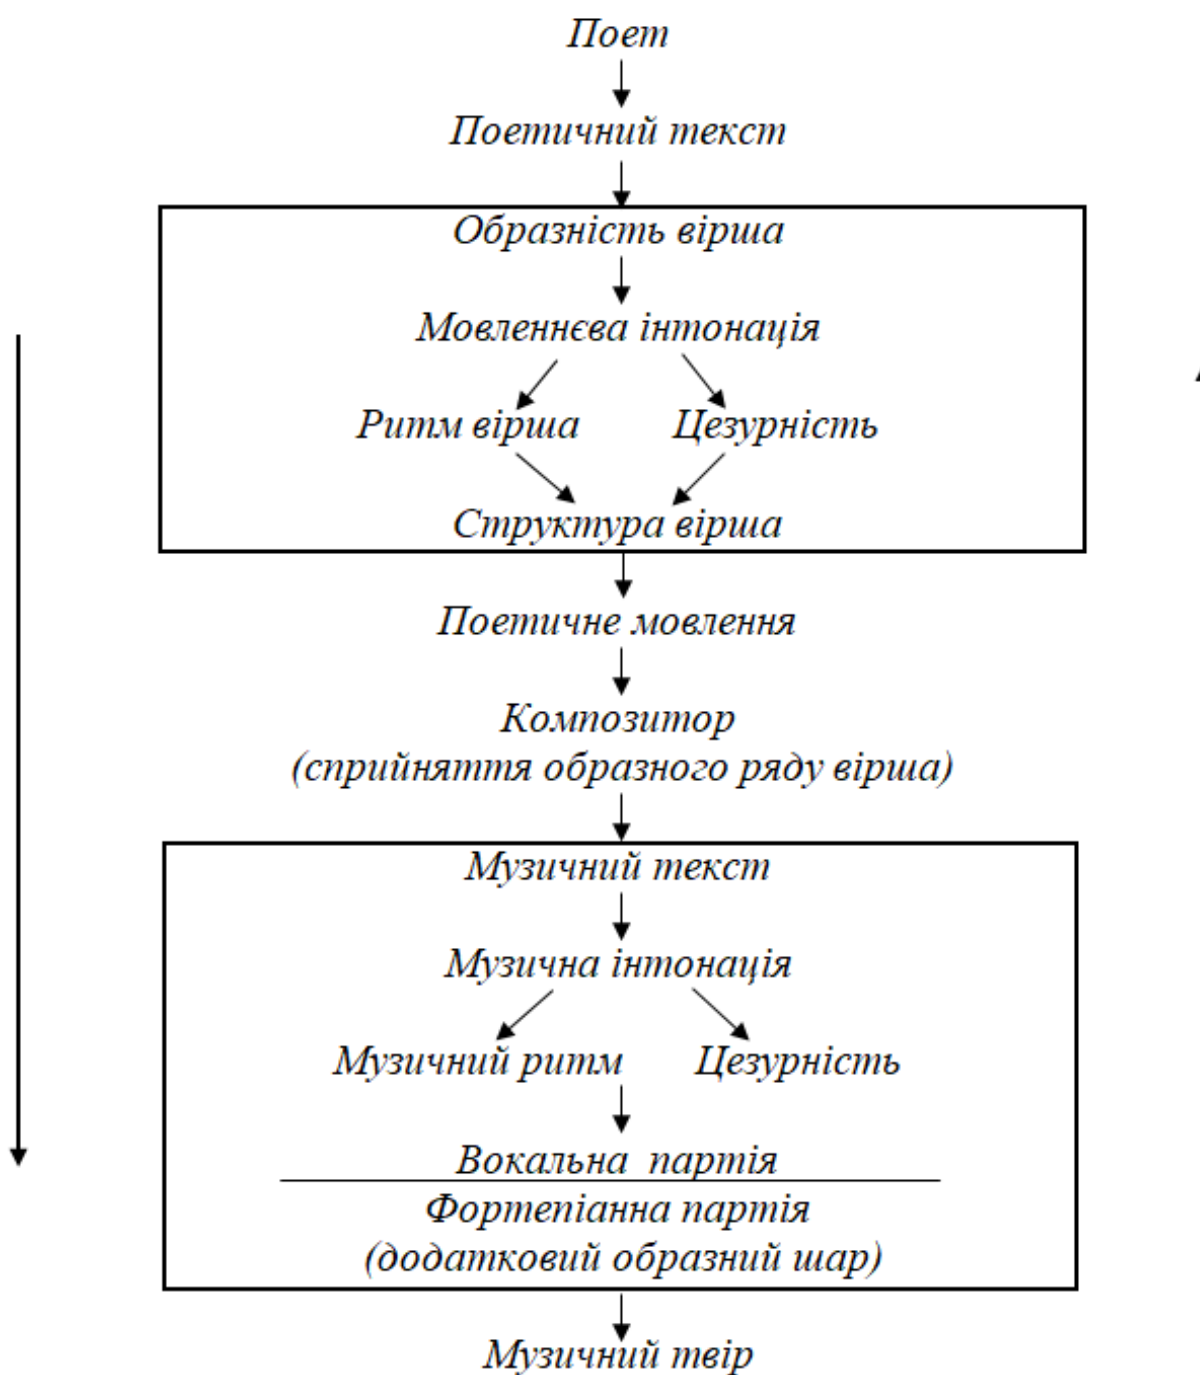 Поет
Поетичний текст
Образність вірша
Мовленнєва інтонація
Ритм вірша Цезурність
Структура вірша
Поетичне мовлення
Композитор
(сприйняття образного ряду вірша)
Музичний текст
Музична інтонація
Музичний ритм Цезурність
Вокальна партія
Фортепіанна партія
(додатковий образний шар)
Музичний твір